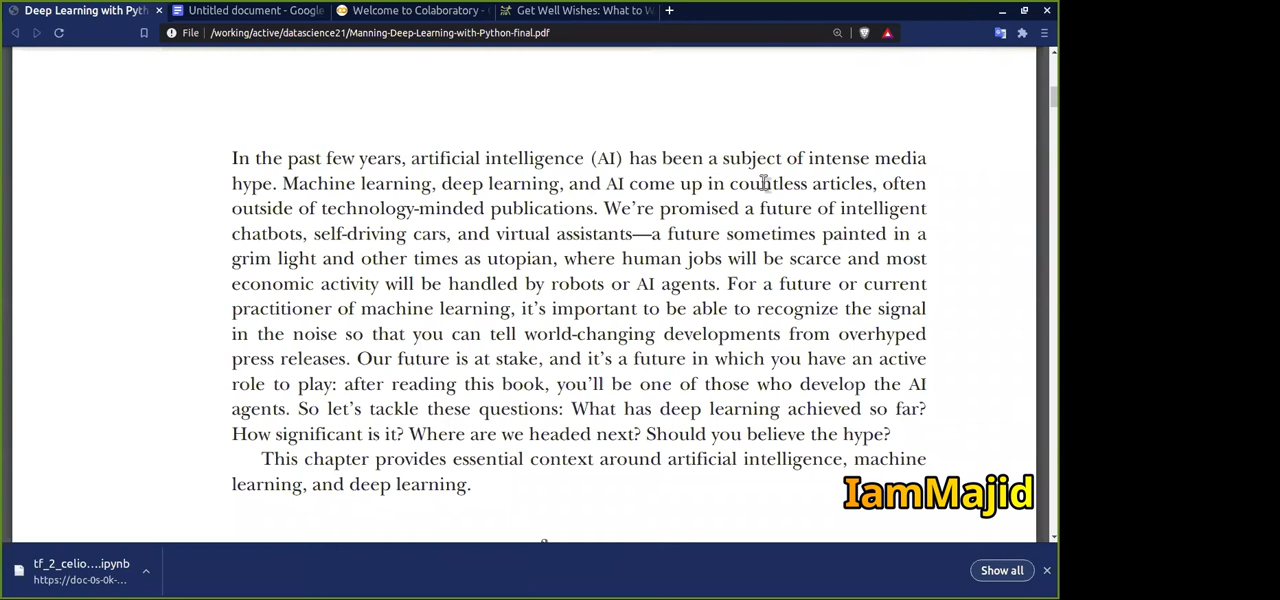 Deep Learning with Pyth
Untitled document - Google
Welcome to Colaboratory -
Get Well Wishes: What to W
File
/working/active/datascience21/Manning-Deep-Learning-with-Python-final.pdf
In the past few years, artificial intelligence (AI) has been a subject of intense media
hype. Machine learning, deep learning, and AI come up in countless articles, often
outside of technology-minded publications. We're promised a future of intelligent
chatbots, self-driving cars, and virtual assistants—a future sometimes painted in a
grim light and other times as utopian, where human jobs will be scarce and most
economic activity will be handled by robots or AI agents. For a future or current
practitioner of machine learning, it's important to be able to recognize the signal
in the noise so that you can tell world-changing developments from overhyped
press releases. Our future is at stake, and it's a future in which you have an active
role to play: after reading this book, you'll be one of those who develop the AI
agents. So let's tackle these questions: What has deep learning achieved so far?
How significant is it? Where are we headed next? Should you believe the hype?
This chapter provides essential context around artificial intelligence, machine
learning, and deep learning.
IamMajid
tf_2_celio....ipynb
https://doc-0s-0k-...
Show all